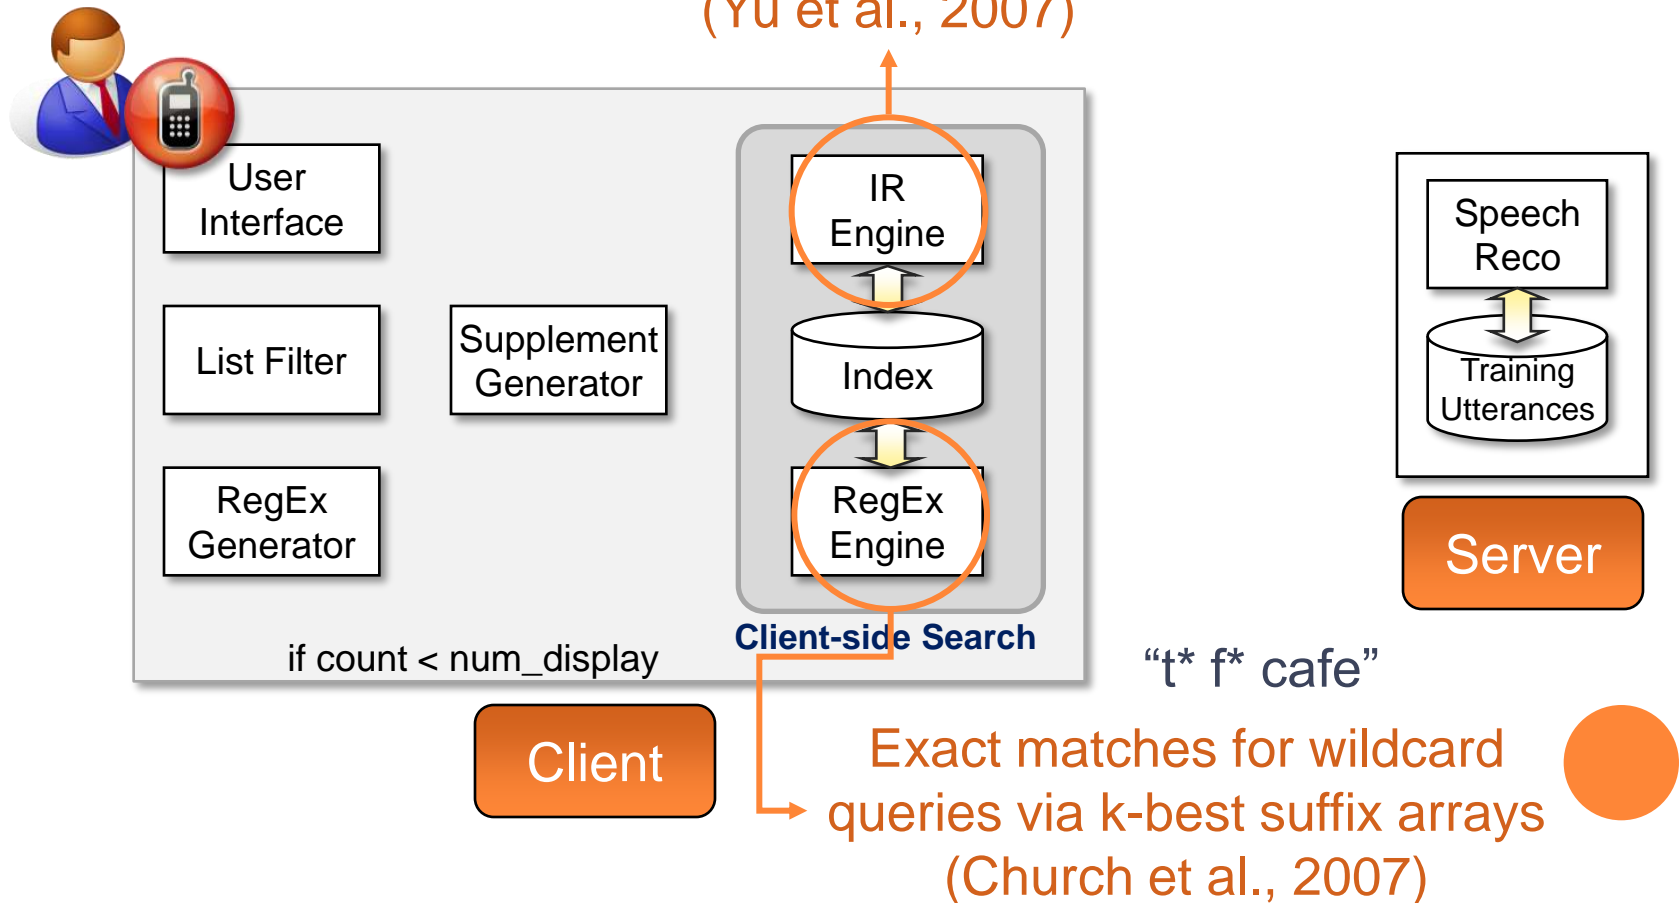 (Yu et al., 2007)
User
Interface
IR
Engine
Speech
Reco
List Filter
Supplement
Generator
Index
Training
Utterances
RegEx
Generator
RegEx
Engine
Server
Client-side Search
if count < num_display
“t* f* cafe”
Client
Exact matches for wildcard
queries via k-best suffix arrays
(Church et al., 2007)